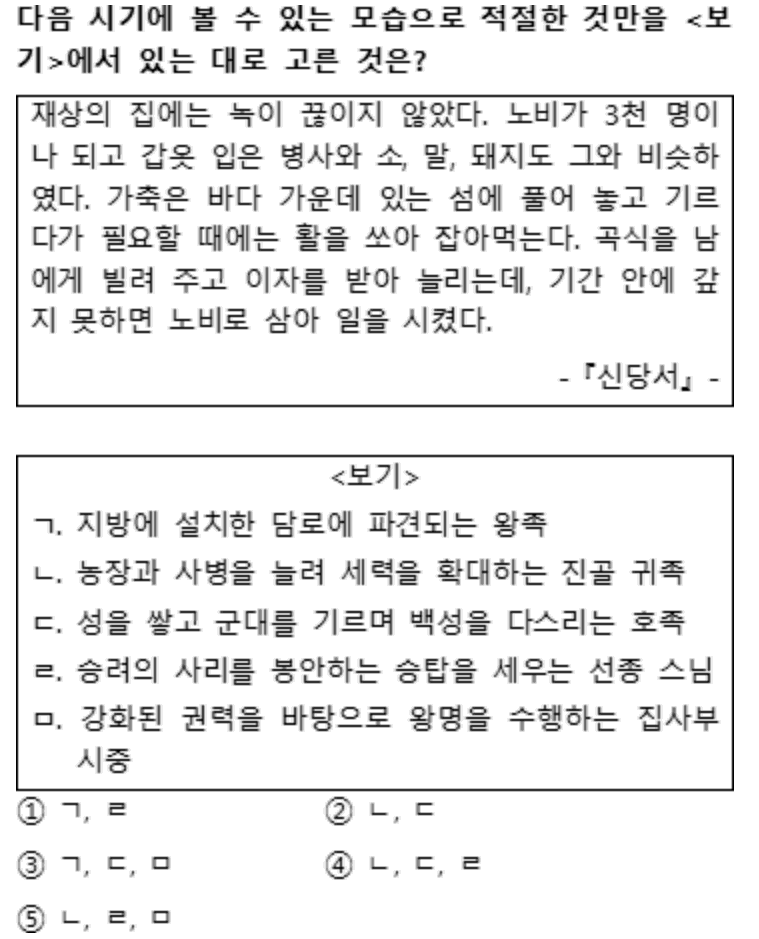 다음 시기에 볼 수 있는 모습으로 적절한 것만을 <보
기>에서 있는 대로 고른 것은?
재상의 집에는 녹이 끊이지 않았다. 노비가 3천 명이
나 되고 갑옷 입은 병사와 소, 말, 돼지도 그와 비슷하
였다. 가축은 바다 가운데 있는 섬에 풀어 놓고 기르
다가 필요할 때에는 활을 쏘아 잡아먹는다. 곡식을 남
에게 빌려 주고 이자를 받아 늘리는데, 기간 안에 갚
지 못하면 노비로 삼아 일을 시켰다.
-『신당서』-
<보기>
ㄱ. 지방에 설치한 담로에 파견되는 왕족
ㄴ. 농장과 사병을 늘려 세력을 확대하는 진골 귀족
ㄷ. 성을 쌓고 군대를 기르며 백성을 다스리는 호족
ㄹ. 승려의 사리를 봉안하는 승탑을 세우는 선종 스님
ㅁ. 강화된 권력을 바탕으로 왕명을 수행하는 집사부
시중
① ㄱ, ㄹ ② ㄴ, ㄷ
③ ㄱ, ㄷ, ㅁ ④ ㄴ, ㄷ, ㄹ
⑤ ㄴ, ㄹ, ㅁ